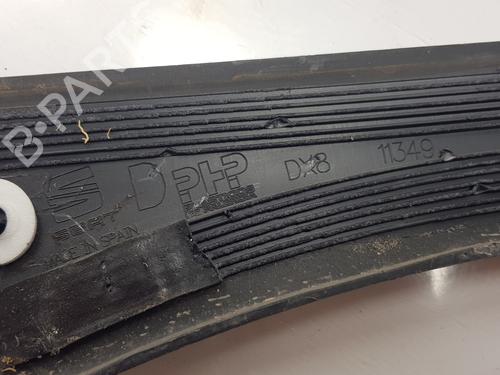 B-PARTS
S D PHP DX8 11349
SEAT
MADE IN SPAIN